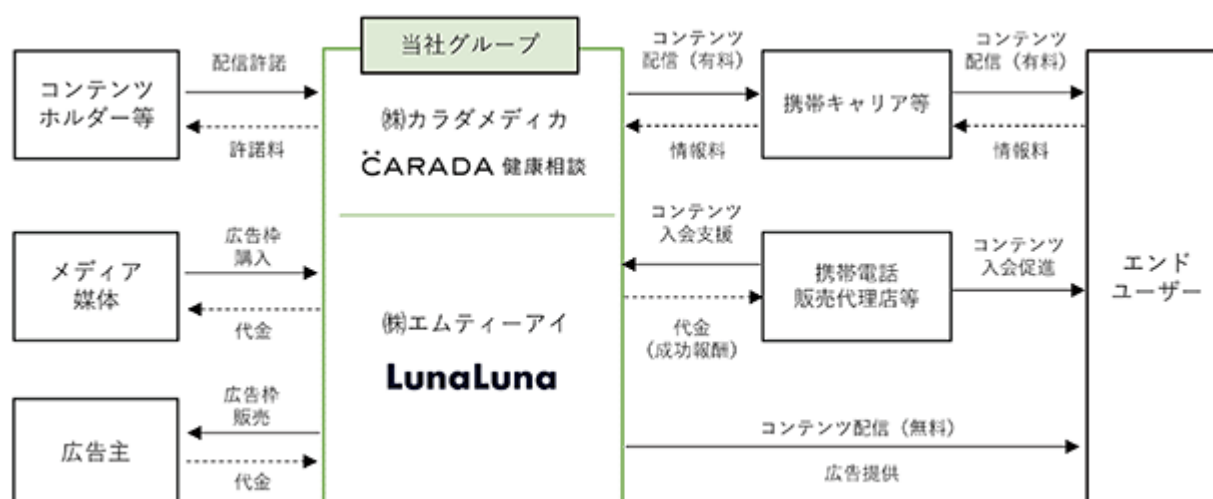 当社グループ
コンテンツ
ホルダー等
配信許諾
許諾料
㈱カラダメディカ
CARADA 健康相談
コンテンツ
配信（有料）
情報料
携帯キャリア等
コンテンツ
配信（有料）
情報料
メディア
媒体
広告枠
購入
代金
㈱エムティーアイ
LunaLuna
コンテンツ
入会支援
代金
（成功報酬）
携帯電話
販売代理店等
コンテンツ
入会促進
エンド
ユーザー
広告主
広告枠
販売
代金
コンテンツ配信（無料）
広告提供